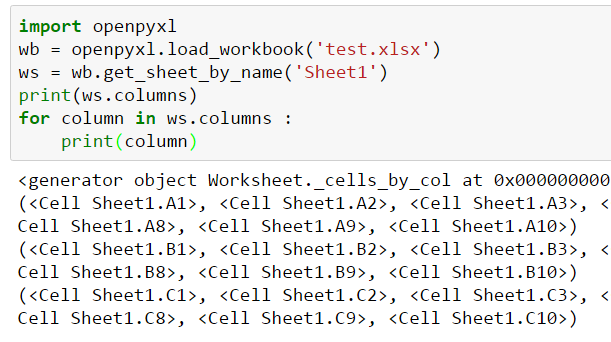 import openpyxl
wb = openpyxl.load_workbook('test.xlsx')
ws = wb.get_sheet_by_name('Sheet1')
print(ws.columns)
for column in ws.columns :
    print(column)
<generator object Worksheet._cells_by_col at 0x000000000
(<Cell Sheet1.A1>, <Cell Sheet1.A2>, <Cell Sheet1.A3>, <
Cell Sheet1.A8>, <Cell Sheet1.A9>, <Cell Sheet1.A10>)
(<Cell Sheet1.B1>, <Cell Sheet1.B2>, <Cell Sheet1.B3>, <
Cell Sheet1.B8>, <Cell Sheet1.B9>, <Cell Sheet1.B10>)
(<Cell Sheet1.C1>, <Cell Sheet1.C2>, <Cell Sheet1.C3>, <
Cell Sheet1.C8>, <Cell Sheet1.C9>, <Cell Sheet1.C10>)